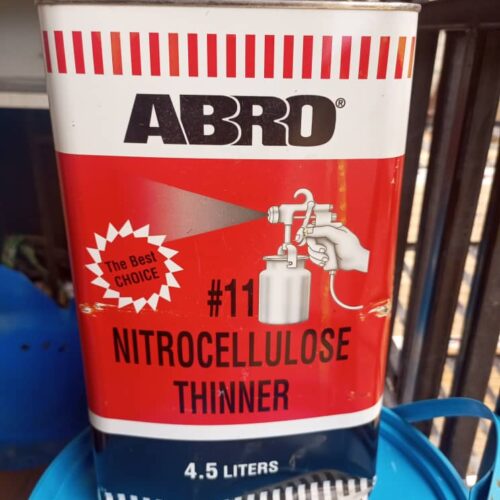 ABRO®
The Best
CHOICE
#11
NITROCELLULOSE
THINNER
4.5 LITERS